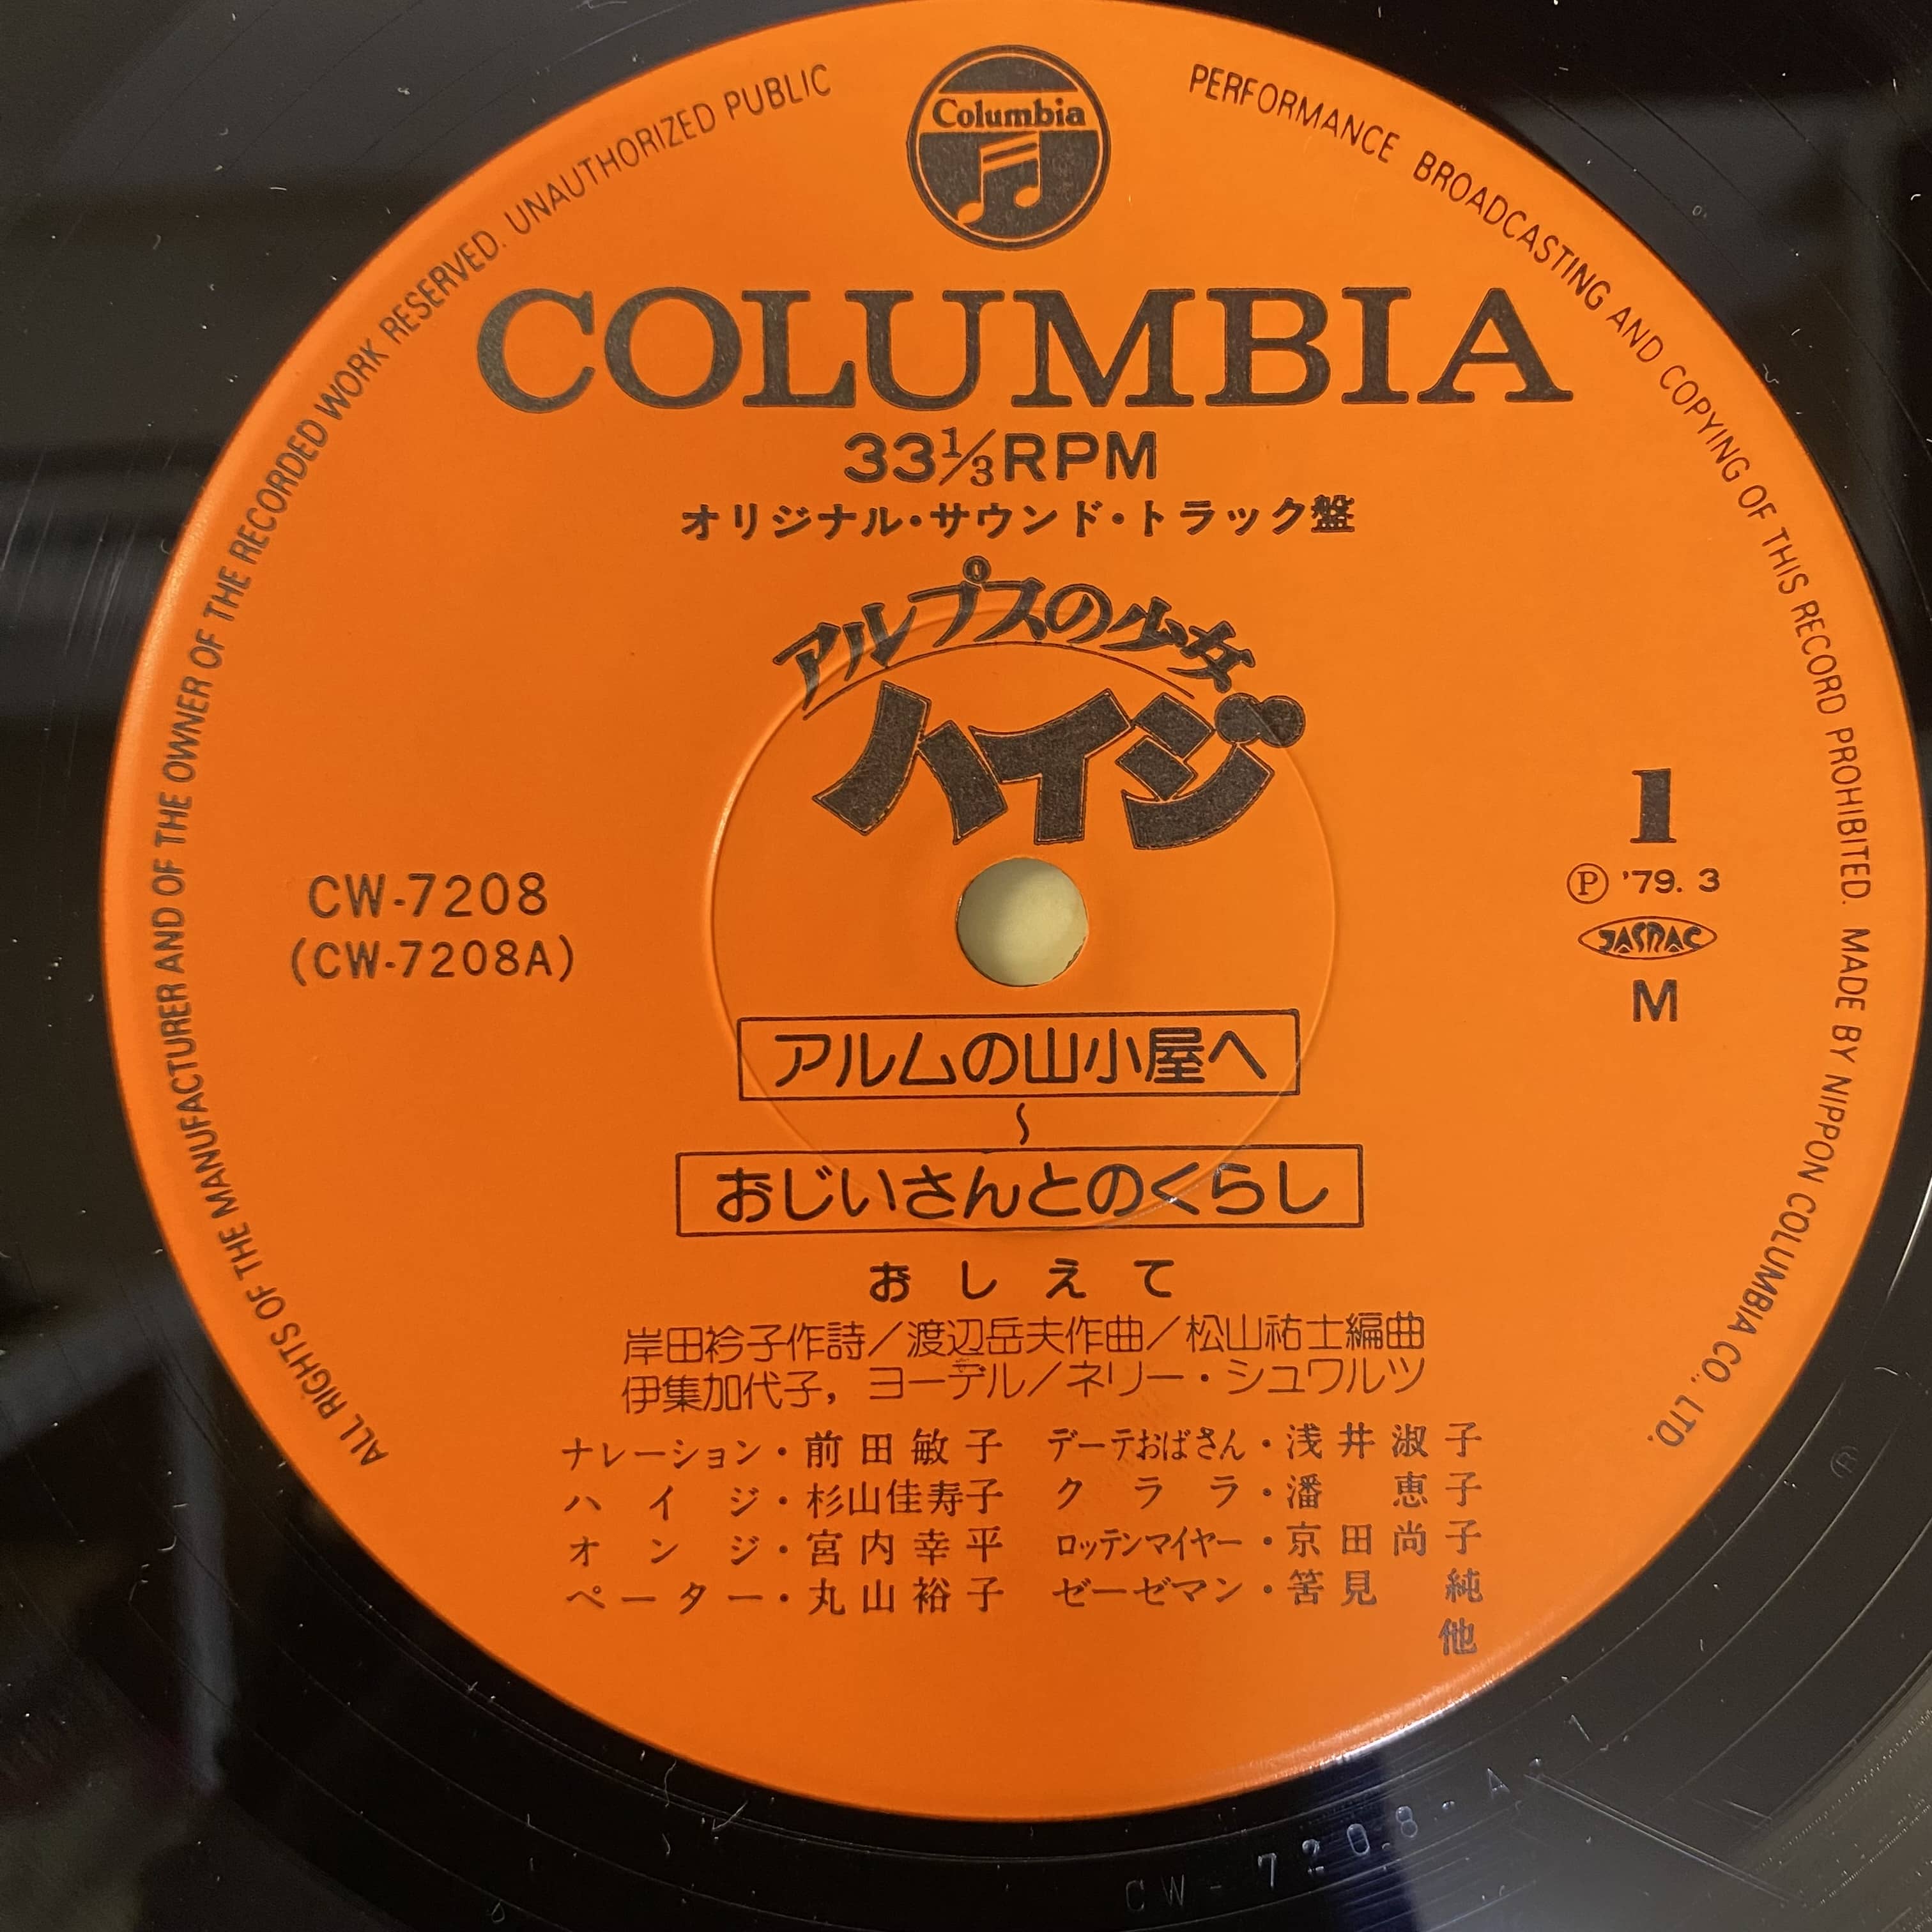 Columbia
ALL RIGHTS OF THE MANUFACTURER AND OF THE OWNER OF THE RECORDED WORK RESERVED. UNAUTHORIZED PUBLIC PERFORMANCE BROADCASTING AND COPYING OF THIS RECORD PROHIBITED. MADE BY NIPPON COLUMBIA CO., LTD.
COLUMBIA
33⅓RPM
オリジナル・サウンド・トラック盤
アルプスの少女
ハイジ
1
CW-7208
Ⓟ '79. 3
(CW-7208A)
JASRAC
M
アルムの山小屋へ
〜
おじいさんとのくらし
おしえて
岸田衿子作詩／渡辺岳夫作曲／松山祐士編曲
伊集加代子，ヨーデル／ネリー・シュワルツ
ナレーション・前田敏子 デーテおばさん・浅井淑子
ハイジ・杉山佳寿子 クララ・潘恵子
オンジ・宮内幸平 ロッテンマイヤー・京田尚子
ペーター・丸山裕子 ゼーゼマン・筈見純
他
Ⓡ
CW-7208-A 1